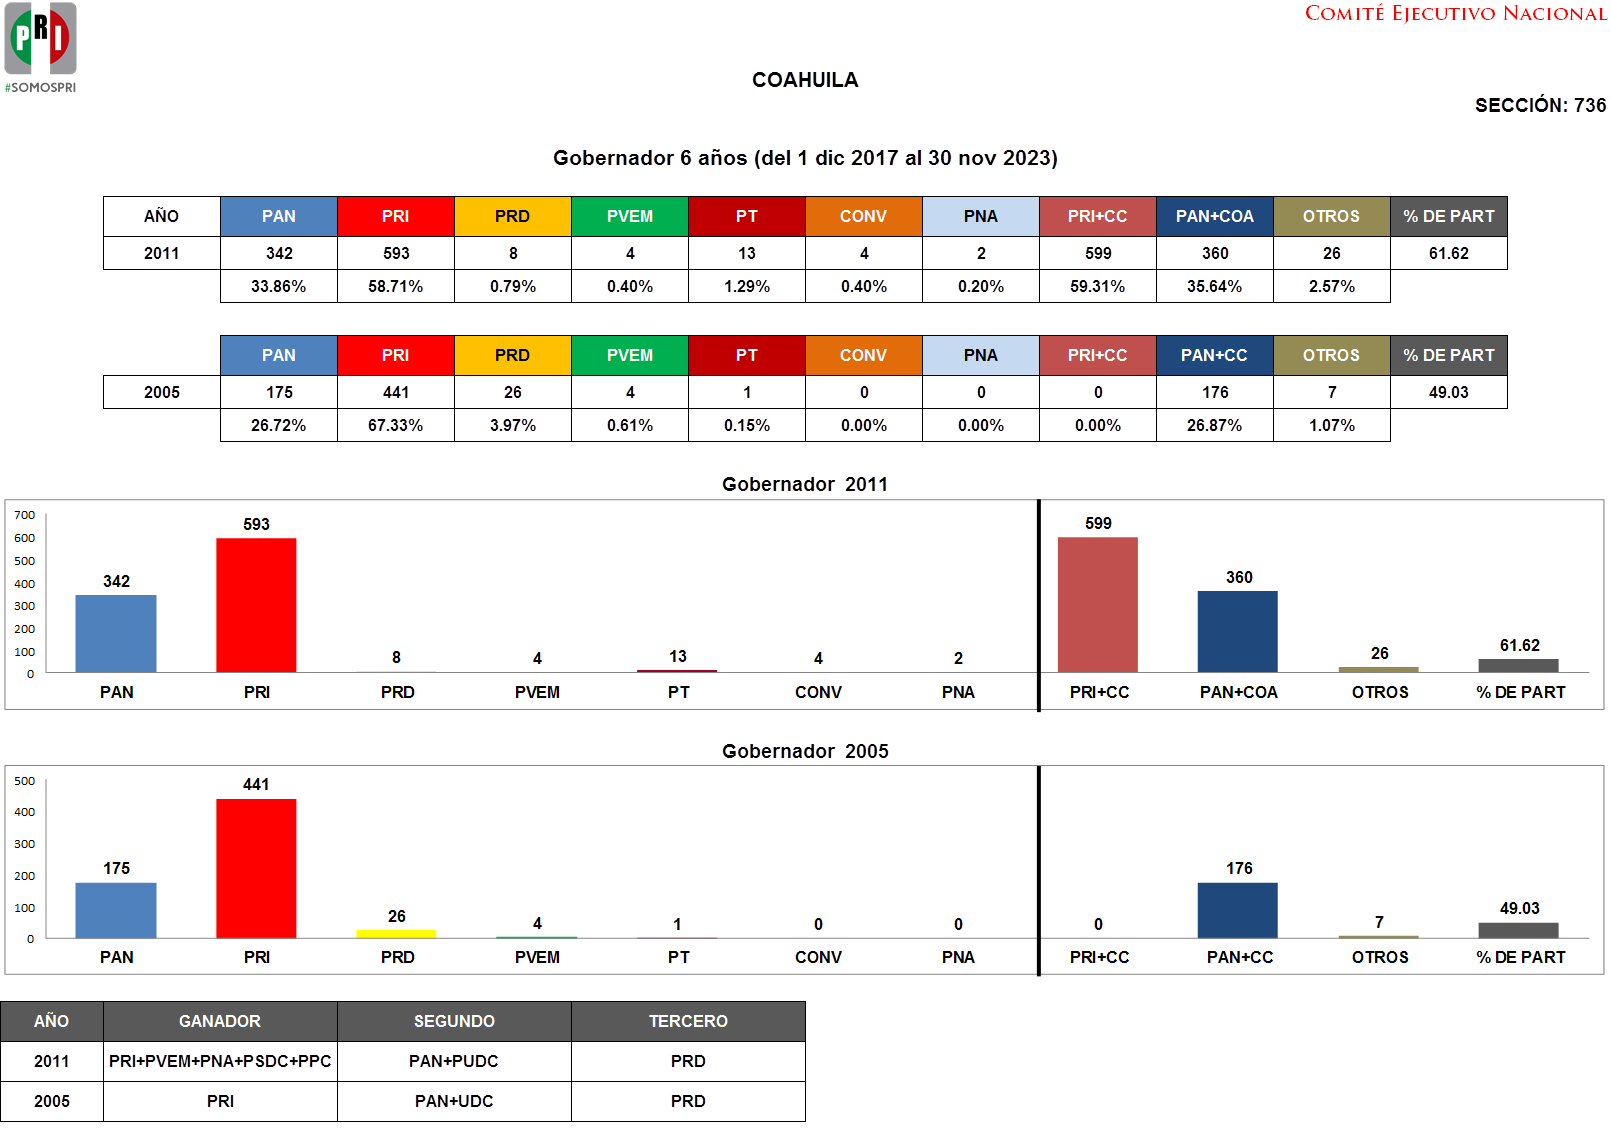 PRI
#SOMOSPRI
COMITÉ EJECUTIVO NACIONAL
COAHUILA
SECCIÓN: 736
Gobernador 6 años (del 1 dic 2017 al 30 nov 2023)
AÑO PAN PRI PRD PVEM PT CONV PNA PRI+CC PAN+COA OTROS % DE PART
2011 342 593 8 4 13 4 2 599 360 26 61.62
33.86% 58.71% 0.79% 0.40% 1.29% 0.40% 0.20% 59.31% 35.64% 2.57%
PAN PRI PRD PVEM PT CONV PNA PRI+CC PAN+CC OTROS % DE PART
2005 175 441 26 4 1 0 0 0 176 7 49.03
26.72% 67.33% 3.97% 0.61% 0.15% 0.00% 0.00% 0.00% 26.87% 1.07%
Gobernador 2011
700
600
500
400
300
200
100
0
342 593 8 4 13 4 2 599 360 26 61.62
PAN PRI PRD PVEM PT CONV PNA PRI+CC PAN+COA OTROS % DE PART
Gobernador 2005
500
400
300
200
100
0
175 441 26 4 1 0 0 0 176 7 49.03
PAN PRI PRD PVEM PT CONV PNA PRI+CC PAN+CC OTROS % DE PART
AÑO GANADOR SEGUNDO TERCERO
2011 PRI+PVEM+PNA+PSDC+PPC PAN+PUDC PRD
2005 PRI PAN+UDC PRD